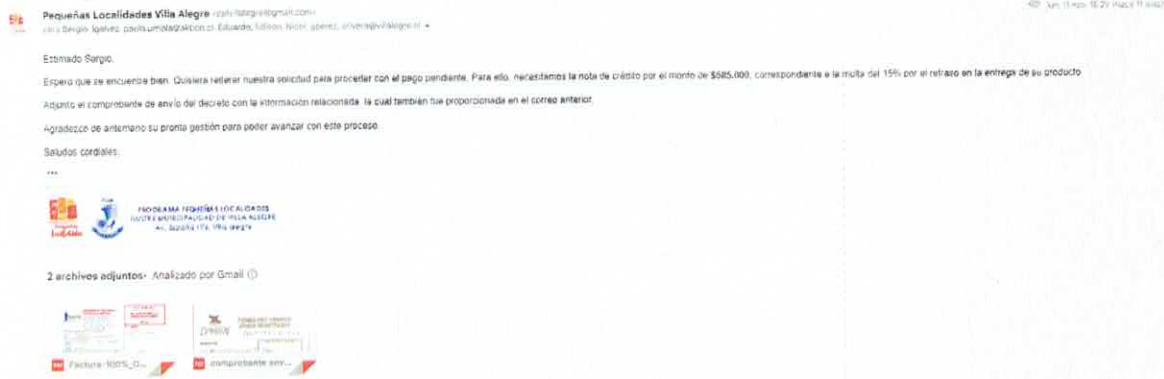 Pequeñas Localidades Villa Alegre
Estimado Sergio.
Espero que se encuentre bien. Quisiera reiterar nuestra solicitud para proceder con el pago pendiente. Para ello, necesitamos la nota de crédito por el monto de $585.000, correspondiente a la multa del 15% por el retraso en la entrega de su producto
Adjunto el comprobante de envío del decreto con la información relacionada, la cual también fue proporcionada en el correo anterior.
Agradezco de antemano su pronta gestión para poder avanzar con este proceso.
Saludos cordiales.
...
PROGRAMA PEQUEÑAS LOCALIDADES
ILUSTRE MUNICIPALIDAD DE VILLA ALEGRE
2 archivos adjuntos• Analizado por Gmail
Factura-100%_O...
comprobante env...